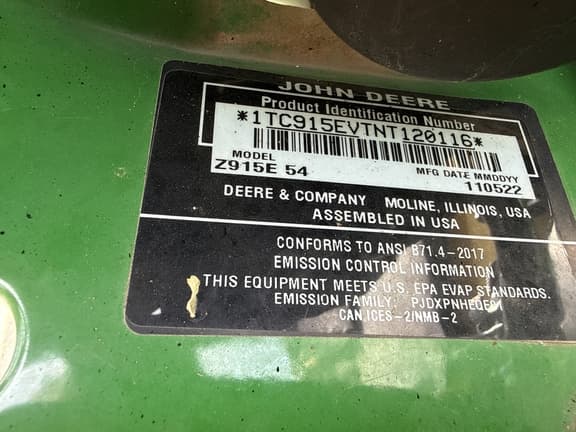 JOHN DEERE
Product Identification Number
*1TC915EVTNT120116*
MODEL MFG DATE MMDDYY
Z915E 54 110522
DEERE & COMPANY MOLINE, ILLINOIS, USA
ASSEMBLED IN USA
CONFORMS TO ANSI B71.4-2017
EMISSION CONTROL INFORMATION
THIS EQUIPMENT MEETS U.S. EPA EVAP STANDARDS.
EMISSION FAMILY:
CAN ICES-2/NMB-2